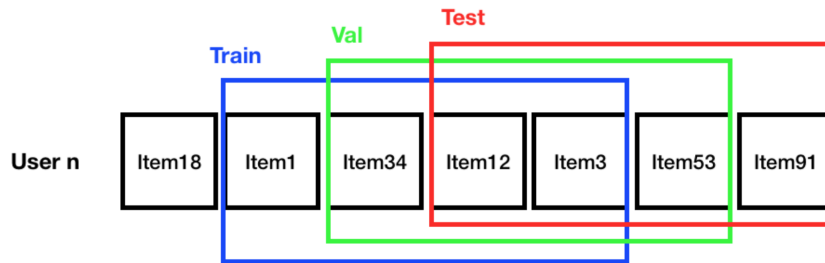 Test
Val
Train
User n Item18 Item1 Item34 Item12 Item3 Item53 Item91